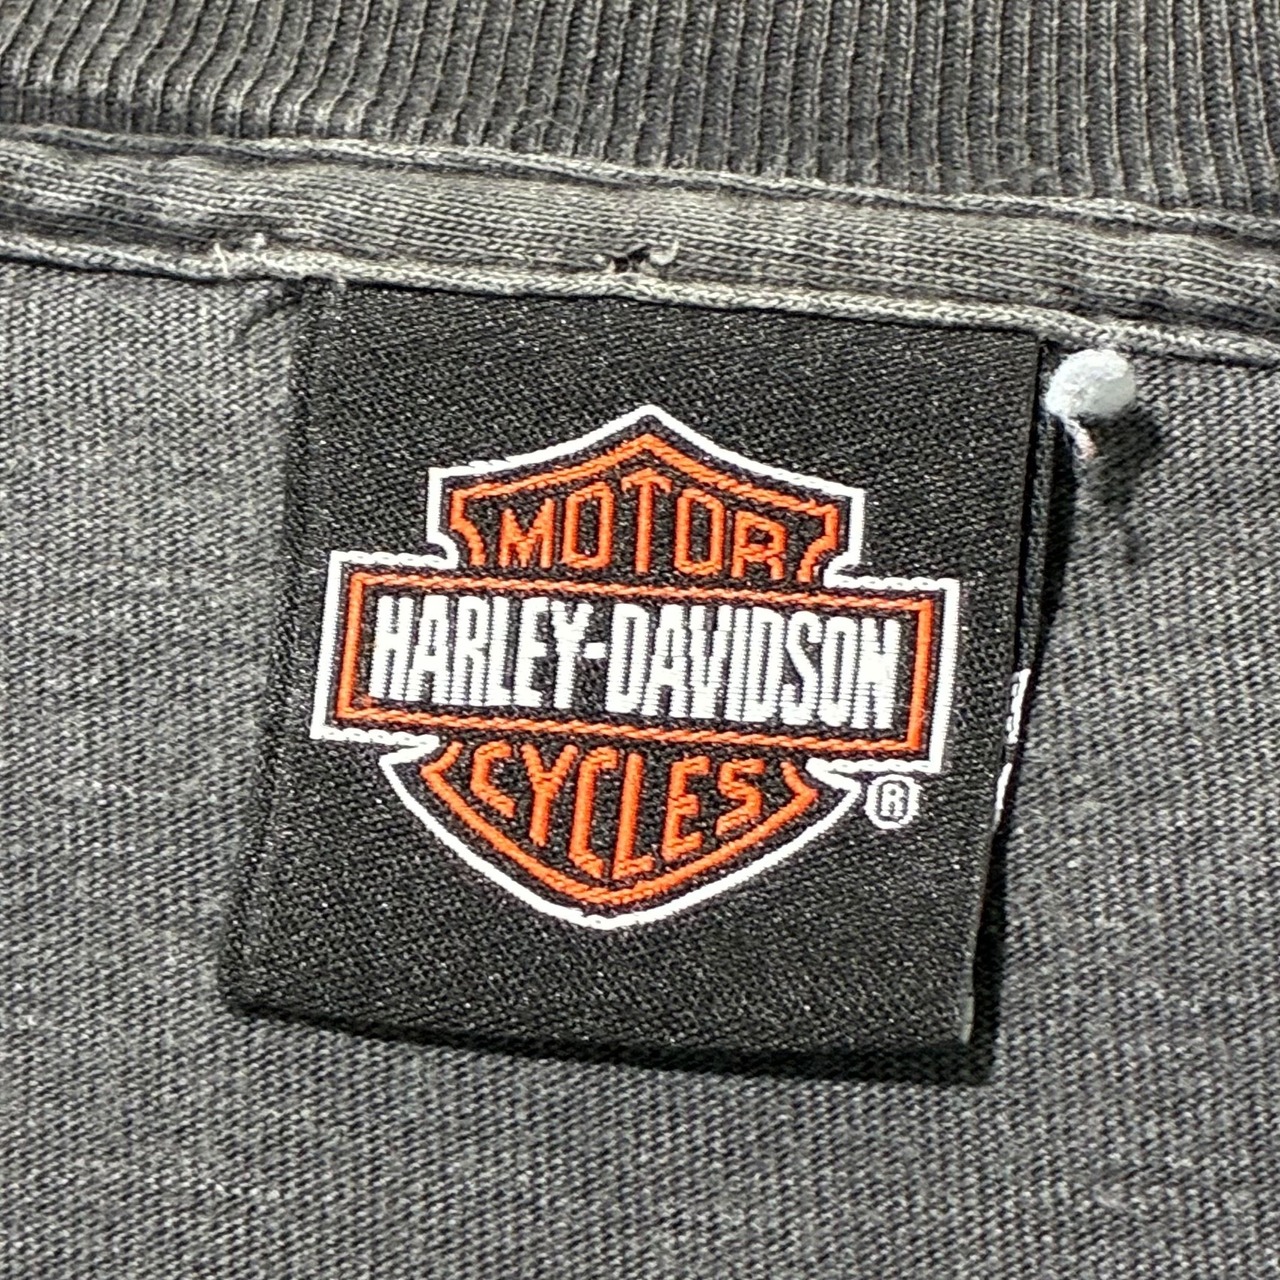 MOTOR
HARLEY-DAVIDSON
CYCLES
®